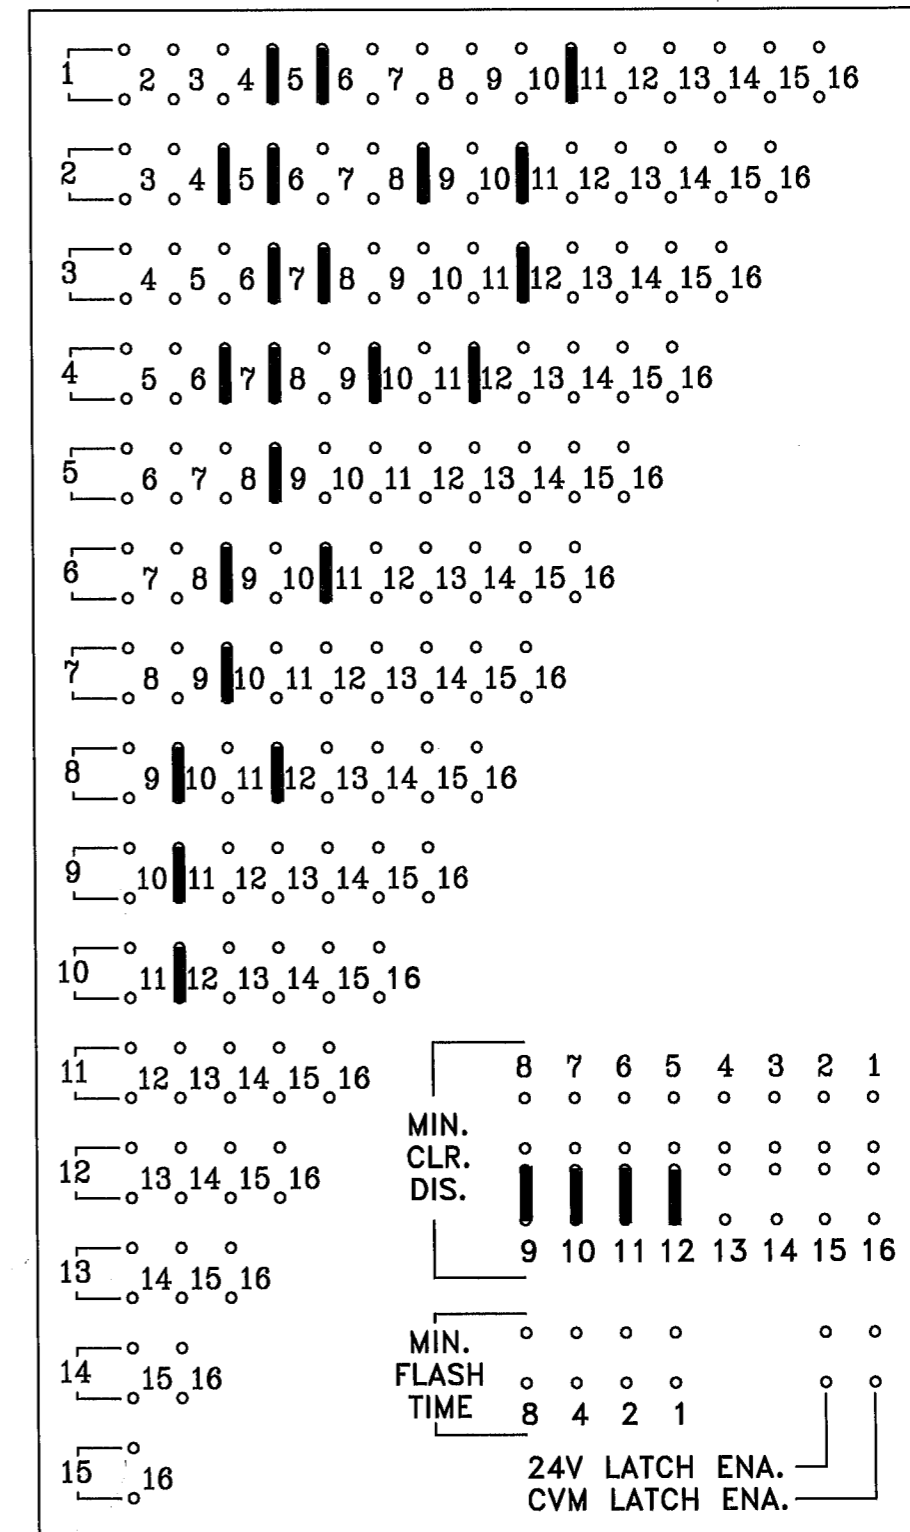 1 2 3 4 5 6 7 8 9 10 11 12 13 14 15 16
2 3 4 5 6 7 8 9 10 11 12 13 14 15 16
3 4 5 6 7 8 9 10 11 12 13 14 15 16
4 5 6 7 8 9 10 11 12 13 14 15 16
5 6 7 8 9 10 11 12 13 14 15 16
6 7 8 9 10 11 12 13 14 15 16
7 8 9 10 11 12 13 14 15 16
8 9 10 11 12 13 14 15 16
9 10 11 12 13 14 15 16
10 11 12 13 14 15 16
11 12 13 14 15 16
12 13 14 15 16
13 14 15 16
14 15 16
15 16
8 7 6 5 4 3 2 1
MIN.
CLR.
DIS.
9 10 11 12 13 14 15 16
MIN.
FLASH
TIME
8 4 2 1
24V LATCH ENA.
CVM LATCH ENA.